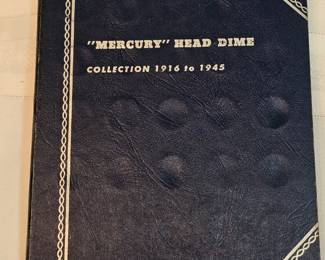 "MERCURY" HEAD DIME
COLLECTION 1916 to 1945